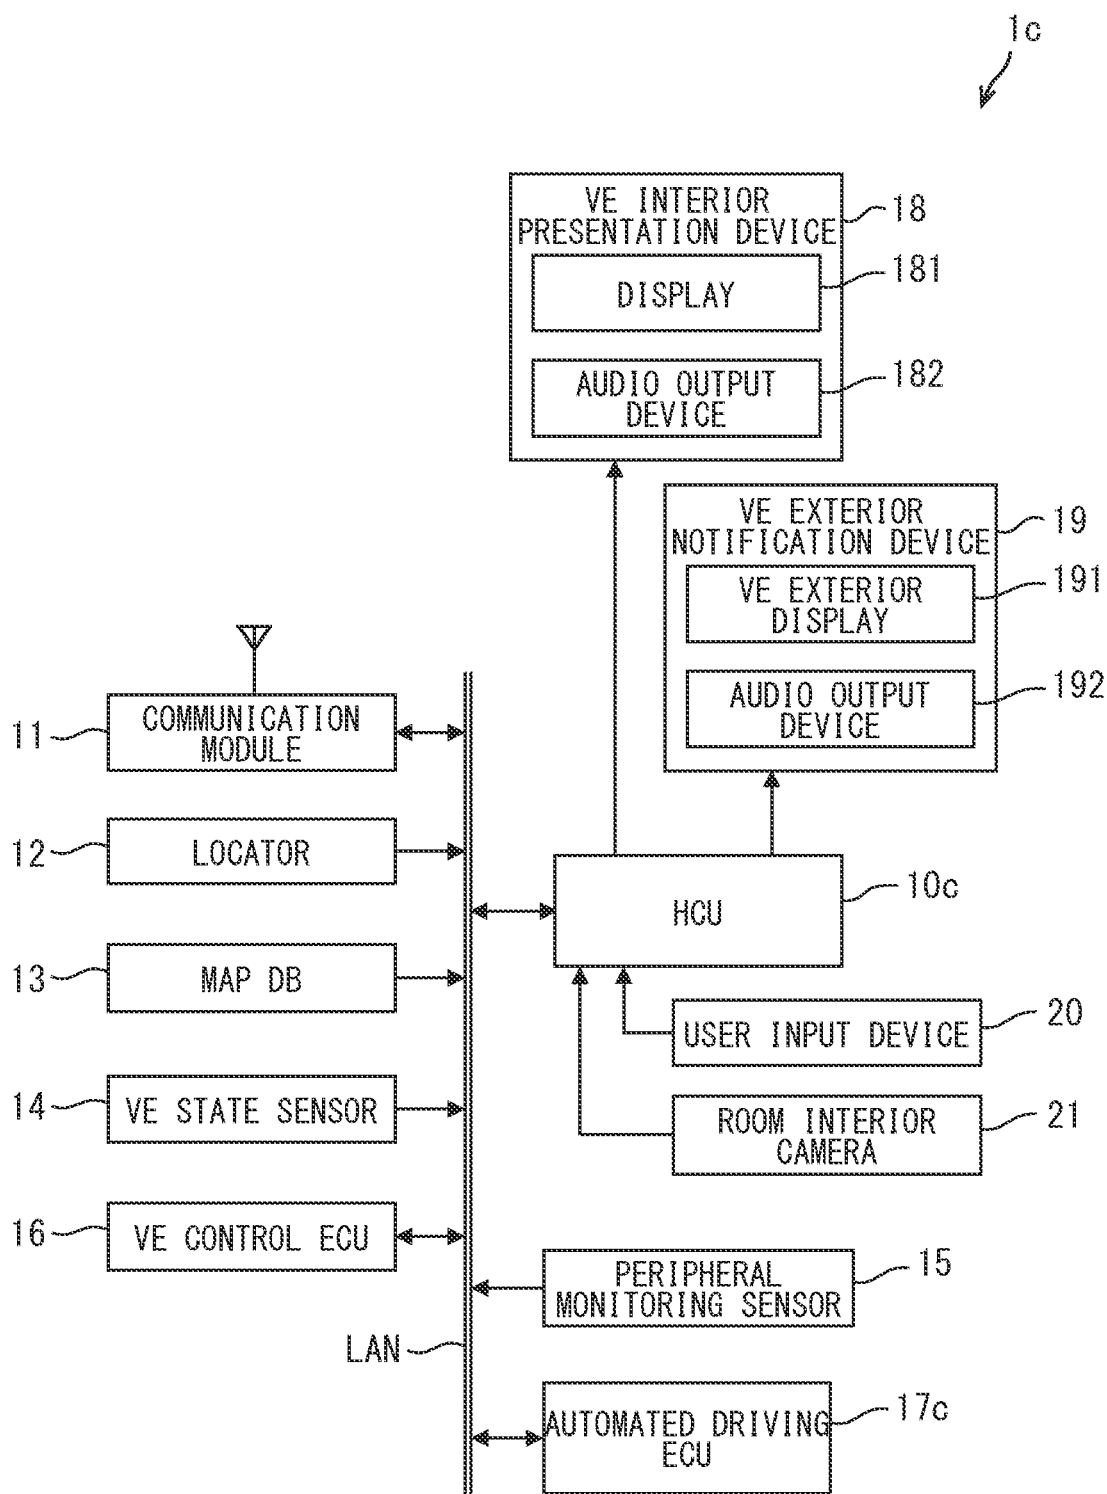 1c
VE INTERIOR
PRESENTATION DEVICE
18
DISPLAY
181
AUDIO OUTPUT
DEVICE
182
VE EXTERIOR
NOTIFICATION DEVICE
19
VE EXTERIOR
DISPLAY
191
AUDIO OUTPUT
DEVICE
192
11
COMMUNICATION
MODULE
12
LOCATOR
10c
HCU
13
MAP DB
20
USER INPUT DEVICE
14
VE STATE SENSOR
21
ROOM INTERIOR
CAMERA
16
VE CONTROL ECU
15
PERIPHERAL
MONITORING SENSOR
LAN
17c
AUTOMATED DRIVING
ECU